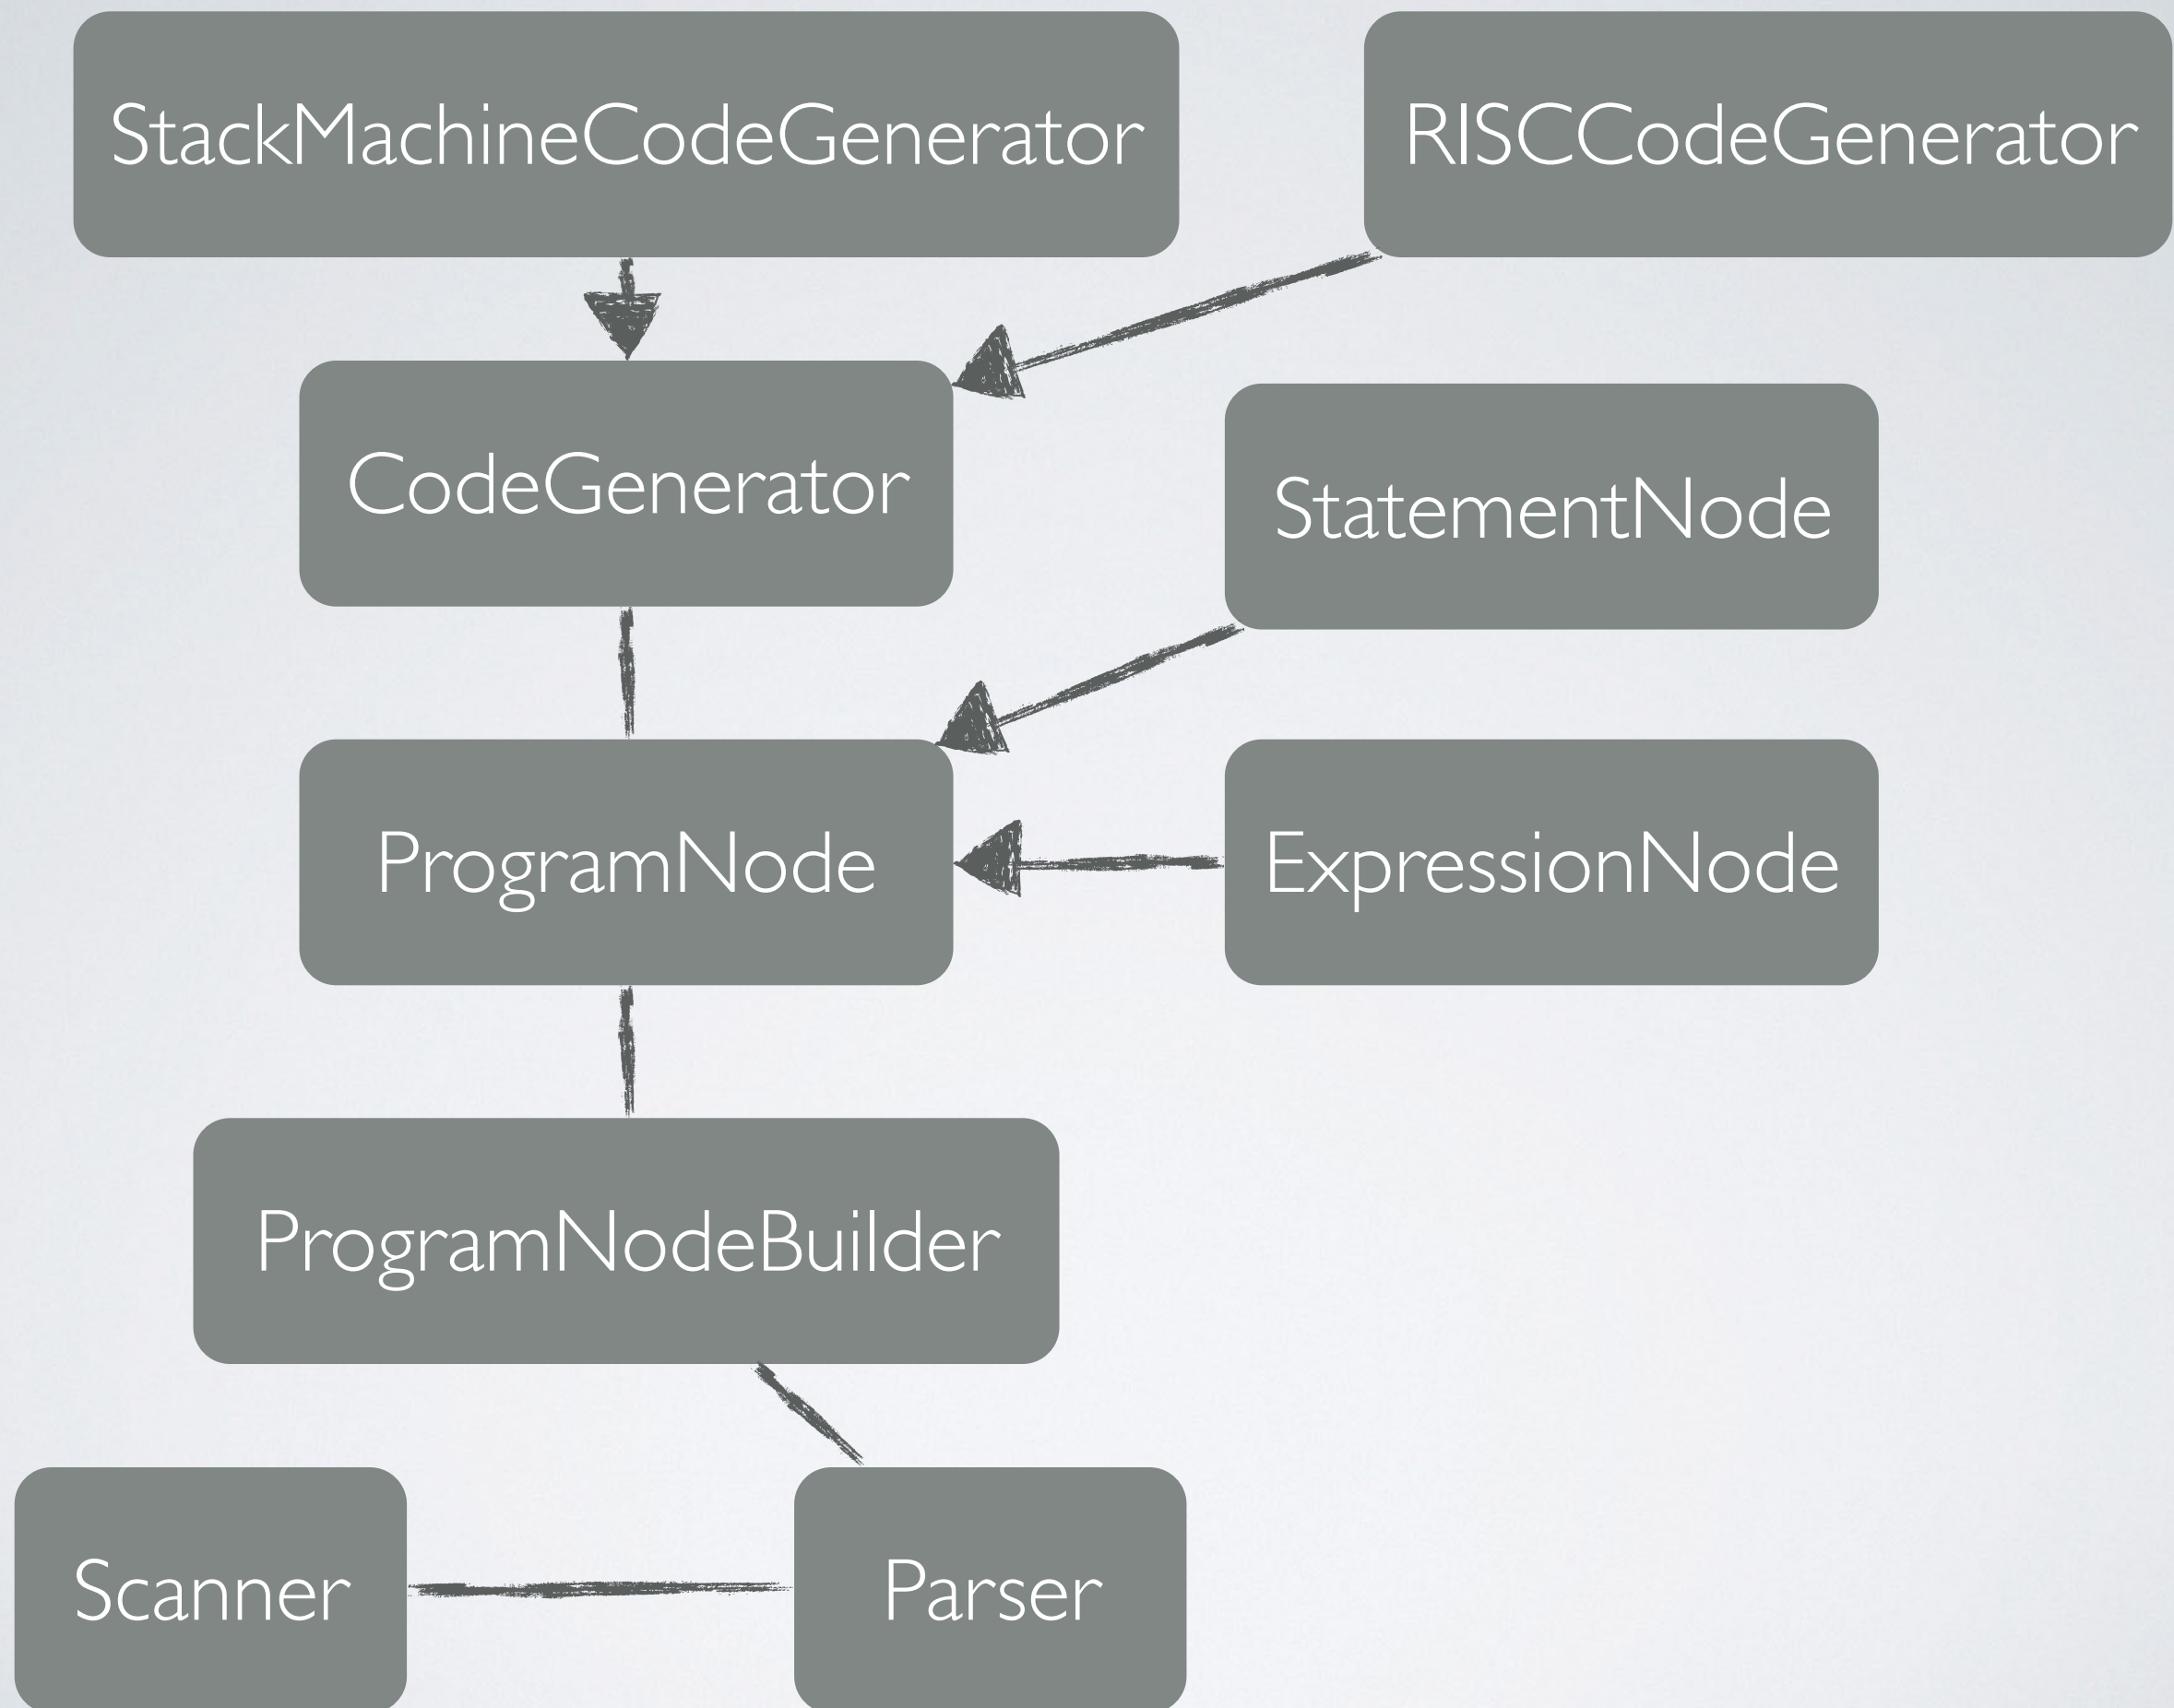 StackMachineCodeGenerator
RISCCodeGenerator
CodeGenerator
StatementNode
ProgramNode
ExpressionNode
ProgramNodeBuilder
Scanner
Parser